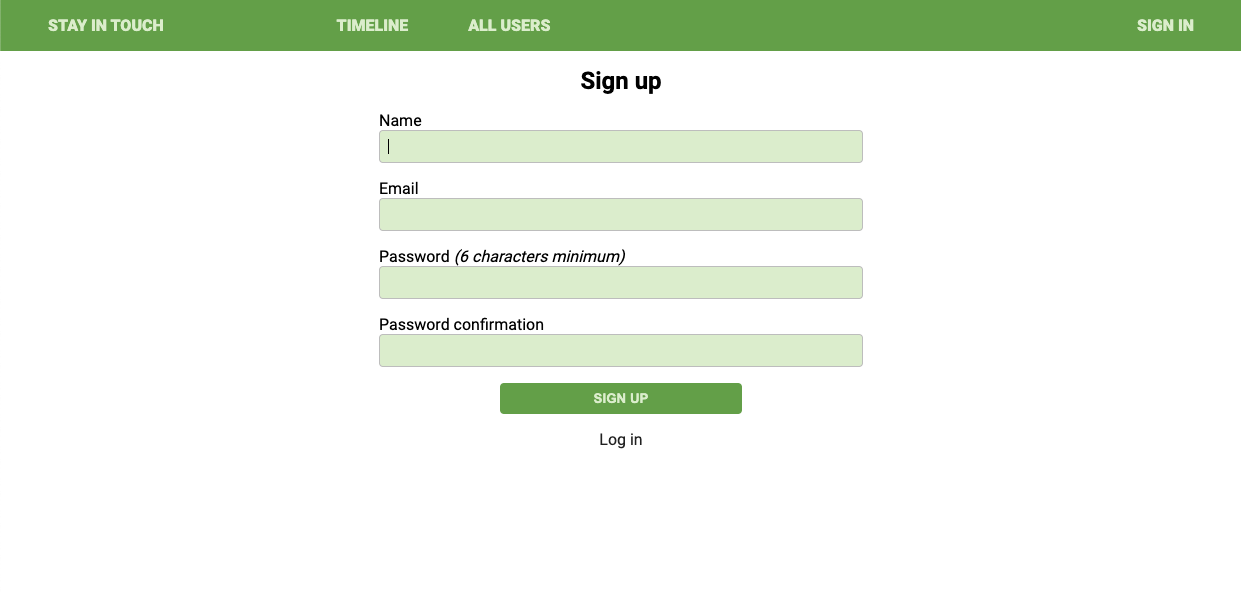 STAY IN TOUCH TIMELINE ALL USERS SIGN IN
Sign up
Name
Email
Password (6 characters minimum)
Password confirmation
SIGN UP
Log in